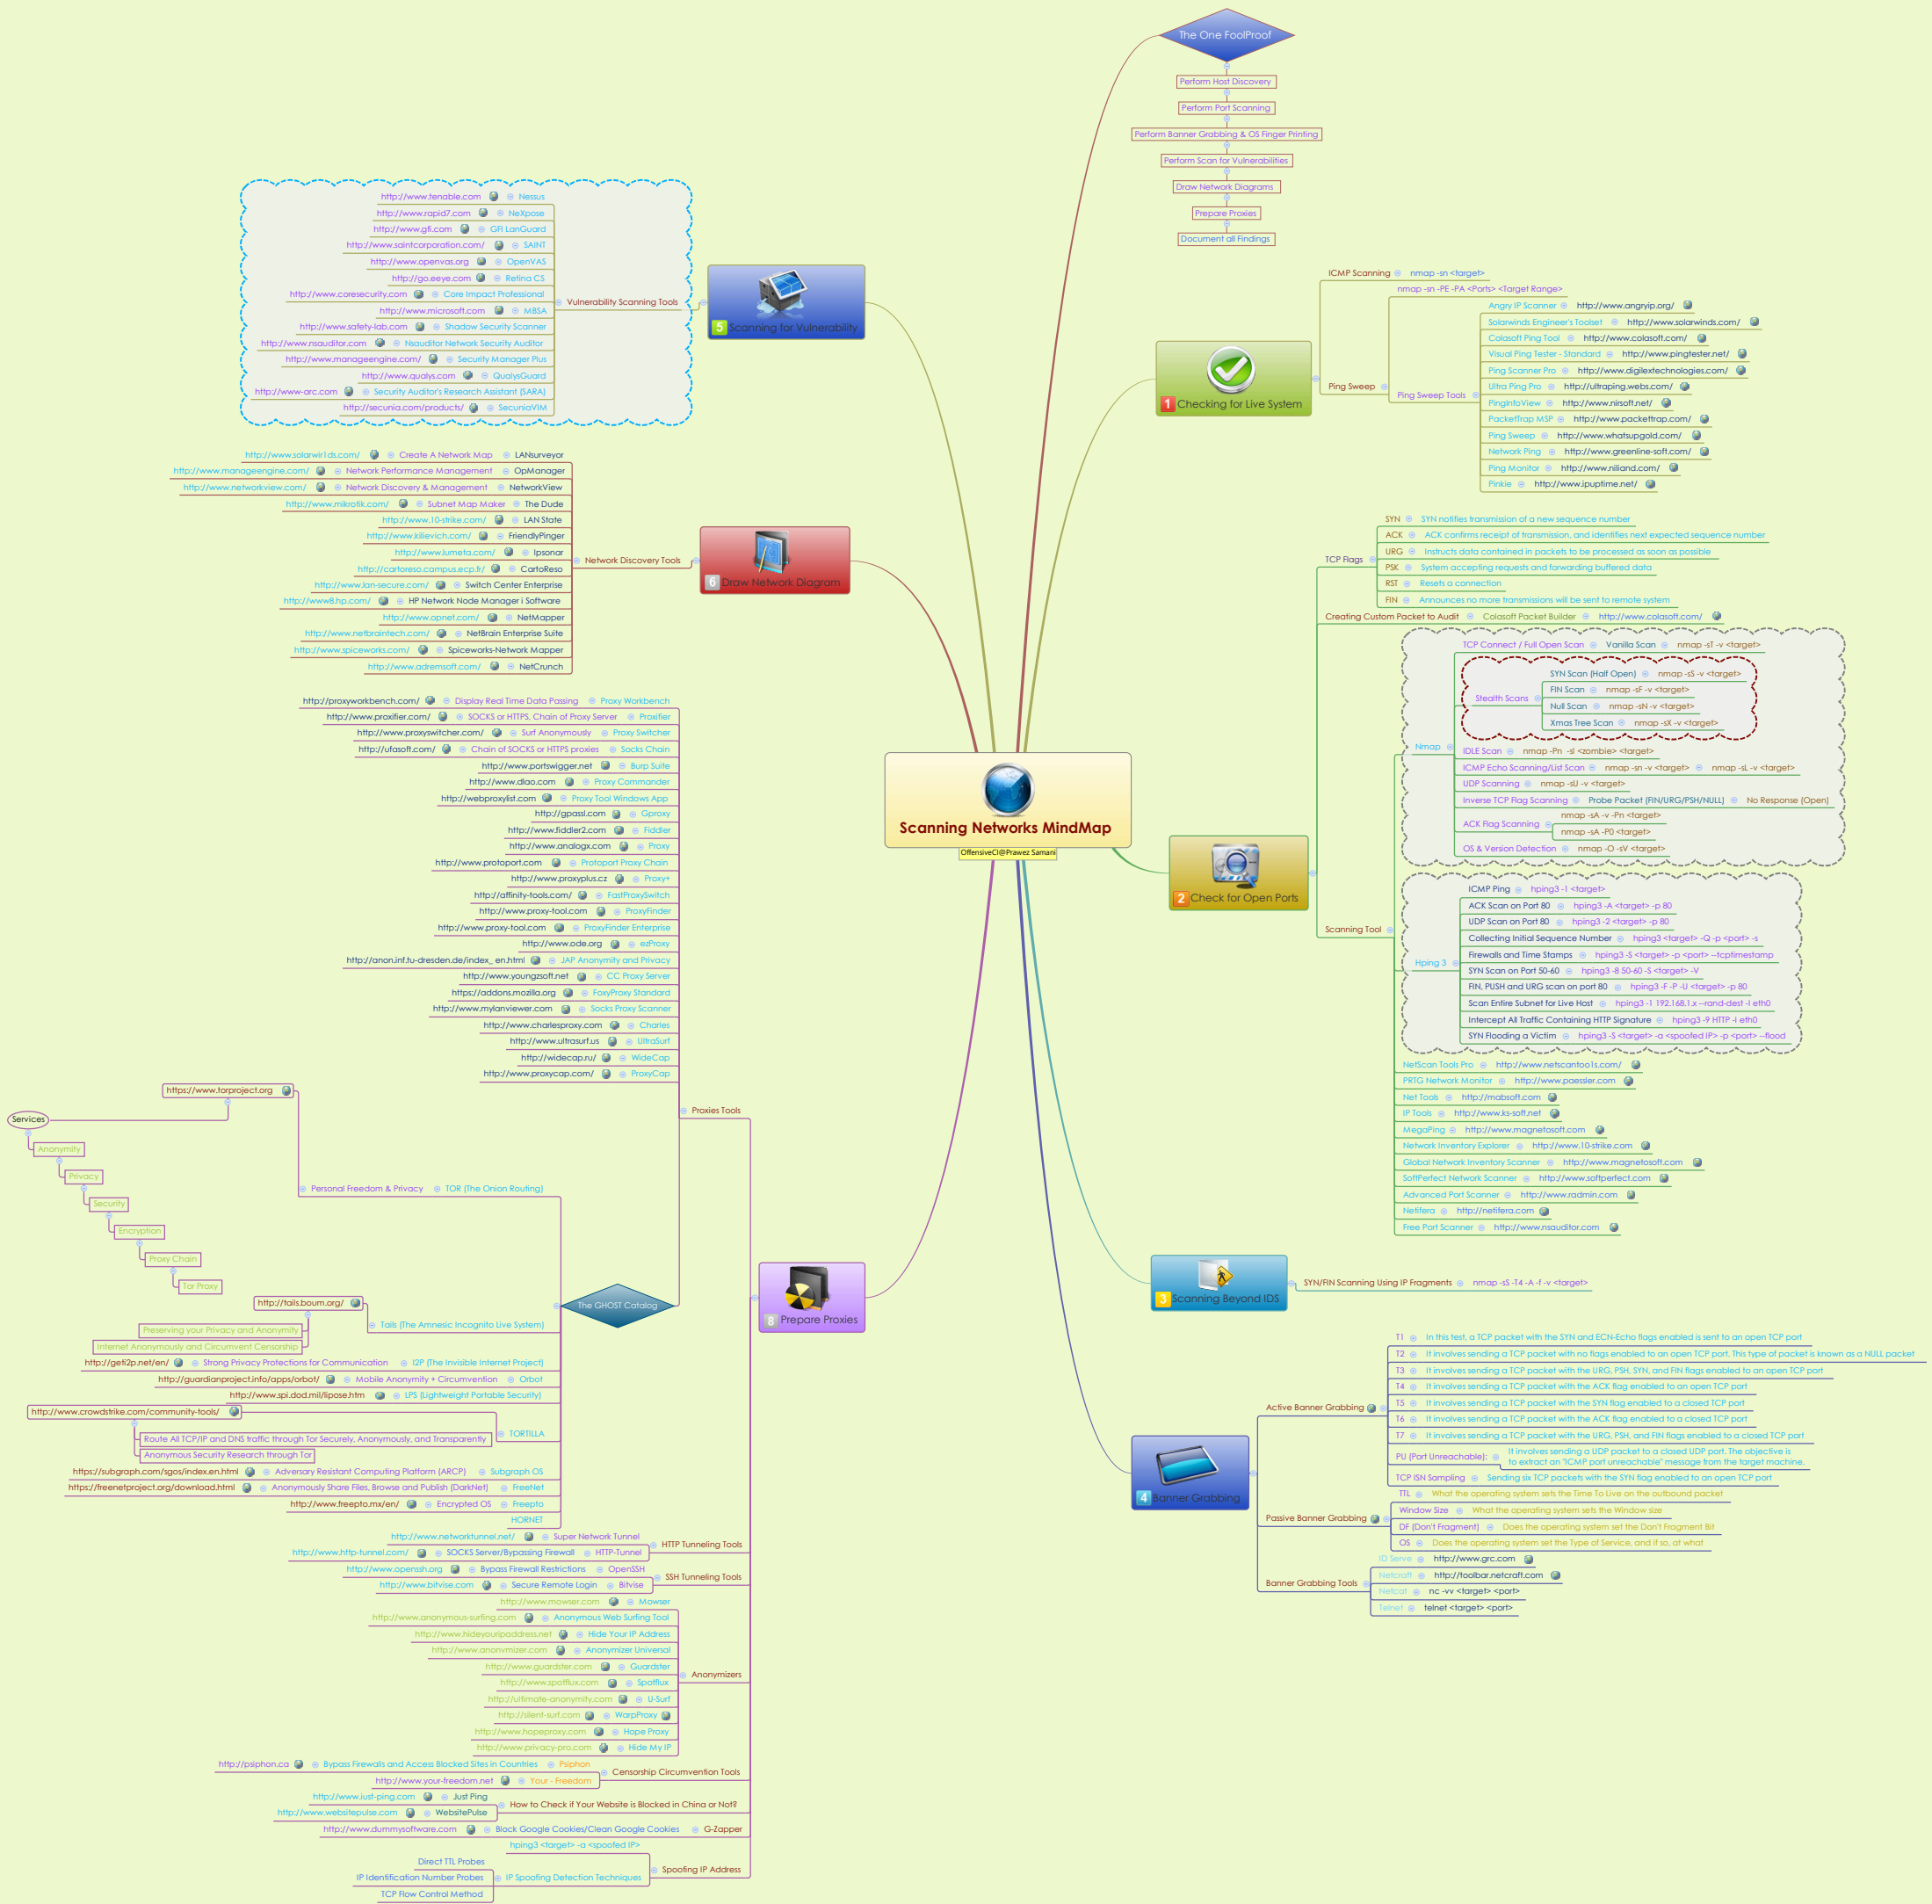 The One FoolProof
Perform Host Discovery
Perform Port Scanning
Perform Banner Grabbing & OS Finger Printing
Perform Scan for Vulnerabilities
Draw Network Diagrams
Prepare Proxies
Document all Findings
Scanning Networks MindMap
OffensiveCI@Prawez Samani
1 Checking for Live System
ICMP Scanning nmap -sn <target>
Ping Sweep
nmap -sn -PE -PA <Ports> <Target Range>
Ping Sweep Tools
Angry IP Scanner http://www.angryip.org/
Solarwinds Engineer's Toolset http://www.solarwinds.com/
Colasoft Ping Tool http://www.colasoft.com/
Visual Ping Tester - Standard http://www.pingtester.net/
Ping Scanner Pro http://www.digilextechnologies.com/
Ultra Ping Pro http://ultraping.webs.com/
PingInfoView http://www.nirsoft.net/
PacketTrap MSP http://www.packettrap.com/
Ping Sweep http://www.whatsupgold.com/
Network Ping http://www.greenline-soft.com/
Ping Monitor http://www.niliand.com/
Pinkie http://www.ipuptime.net/
2 Check for Open Ports
TCP Flags
SYN SYN notifies transmission of a new sequence number
ACK ACK confirms receipt of transmission, and identifies next expected sequence number
URG Instructs data contained in packets to be processed as soon as possible
PSK System accepting requests and forwarding buffered data
RST Resets a connection
FIN Announces no more transmissions will be sent to remote system
Creating Custom Packet to Audit Colasoft Packet Builder http://www.colasoft.com/
Scanning Tool
Nmap
TCP Connect / Full Open Scan Vanilla Scan nmap -sT -v <target>
Stealth Scans
SYN Scan (Half Open) nmap -sS -v <target>
FIN Scan nmap -sF -v <target>
Null Scan nmap -sN -v <target>
Xmas Tree Scan nmap -sX -v <target>
IDLE Scan nmap -Pn -sI <zombie> <target>
ICMP Echo Scanning/List Scan nmap -sn -v <target> nmap -sL -v <target>
UDP Scanning nmap -sU -v <target>
Inverse TCP Flag Scanning Probe Packet (FIN/URG/PSH/NULL) No Response (Open)
ACK Flag Scanning
nmap -sA -v -Pn <target>
nmap -sA -P0 <target>
OS & Version Detection nmap -O -sV <target>
Hping 3
ICMP Ping hping3 -1 <target>
ACK Scan on Port 80 hping3 -A <target> -p 80
UDP Scan on Port 80 hping3 -2 <target> -p 80
Collecting Initial Sequence Number hping3 <target> -Q -p <port> -s
Firewalls and Time Stamps hping3 -S <target> -p <port> --tcptimestamp
SYN Scan on Port 50-60 hping3 -8 50-60 -S <target> -V
FIN, PUSH and URG scan on port 80 hping3 -F -P -U <target> -p 80
Scan Entire Subnet for Live Host hping3 -1 192.168.1.x --rand-dest -I eth0
Intercept All Traffic Containing HTTP Signature hping3 -9 HTTP -I eth0
SYN Flooding a Victim hping3 -S <target> -a <spoofed IP> -p <port> --flood
NetScan Tools Pro http://www.netscantoo1s.com/
PRTG Network Monitor http://www.paessler.com
Net Tools http://mabsoft.com
IP Tools http://www.ks-soft.net
MegaPing http://www.magnetosoft.com
Network Inventory Explorer http://www.10-strike.com
Global Network Inventory Scanner http://www.magnetosoft.com
SoftPerfect Network Scanner http://www.softperfect.com
Advanced Port Scanner http://www.radmin.com
Netifera http://netifera.com
Free Port Scanner http://www.nsauditor.com
3 Scanning Beyond IDS
SYN/FIN Scanning Using IP Fragments nmap -sS -T4 -A -f -v <target>
4 Banner Grabbing
Active Banner Grabbing
T1 In this test, a TCP packet with the SYN and ECN-Echo flags enabled is sent to an open TCP port
T2 It involves sending a TCP packet with no flags enabled to an open TCP port. This type of packet is known as a NULL packet
T3 It involves sending a TCP packet with the URG, PSH, SYN, and FIN flags enabled to an open TCP port
T4 It involves sending a TCP packet with the ACK flag enabled to an open TCP port
T5 It involves sending a TCP packet with the SYN flag enabled to a closed TCP port
T6 It involves sending a TCP packet with the ACK flag enabled to a closed TCP port
T7 It involves sending a TCP packet with the URG, PSH, and FIN flags enabled to a closed TCP port
PU (Port Unreachable): It involves sending a UDP packet to a closed UDP port. The objective is
to extract an "ICMP port unreachable" message from the target machine.
TCP ISN Sampling Sending six TCP packets with the SYN flag enabled to an open TCP port
Passive Banner Grabbing
TTL What the operating system sets the Time To Live on the outbound packet
Window Size What the operating system sets the Window size
DF (Don't Fragment) Does the operating system set the Don't Fragment Bit
OS Does the operating system set the Type of Service, and if so, at what
Banner Grabbing Tools
ID Serve http://www.grc.com
Netcraft http://toolbar.netcraft.com
Netcat nc -vv <target> <port>
Telnet telnet <target> <port>
5 Scanning for Vulnerability
Vulnerability Scanning Tools
http://www.tenable.com Nessus
http://www.rapid7.com NeXpose
http://www.gfi.com GFI LanGuard
http://www.saintcorporation.com/ SAINT
http://www.openvas.org OpenVAS
http://go.eeye.com Retina CS
http://www.coresecurity.com Core Impact Professional
http://www.microsoft.com MBSA
http://www.safety-lab.com Shadow Security Scanner
http://www.nsauditor.com Nsauditor Network Security Auditor
http://www.manageengine.com/ Security Manager Plus
http://www.qualys.com QualysGuard
http://www-arc.com Security Auditor's Research Assistant (SARA)
http://secunia.com/products/ SecuniaVIM
6 Draw Network Diagram
Network Discovery Tools
http://www.solarwir1ds.com/ Create A Network Map LANsurveyor
http://www.manageengine.com/ Network Performance Management OpManager
http://www.networkview.com/ Network Discovery & Management NetworkView
http://www.mikrotik.com/ Subnet Map Maker The Dude
http://www.10-strike.com/ LAN State
http://www.kilievich.com/ FriendlyPinger
http://www.lumeta.com/ Ipsonar
http://cartoreso.campus.ecp.fr/ CartoReso
http://www.lan-secure.com/ Switch Center Enterprise
http://www8.hp.com/ HP Network Node Manager i Software
http://www.opnet.com/ NetMapper
http://www.netbraintech.com/ NetBrain Enterprise Suite
http://www.spiceworks.com/ Spiceworks-Network Mapper
http://www.adremsoft.com/ NetCrunch
8 Prepare Proxies
Proxies Tools
http://proxyworkbench.com/ Display Real Time Data Passing Proxy Workbench
http://www.proxifier.com/ SOCKS or HTTPS, Chain of Proxy Server Proxifier
http://www.proxyswitcher.com/ Surf Anonymously Proxy Switcher
http://ufasoft.com/ Chain of SOCKS or HTTPS proxies Socks Chain
http://www.portswigger.net Burp Suite
http://www.dlao.com Proxy Commander
http://webproxylist.com Proxy Tool Windows App
http://gpassl.com Gproxy
http://www.fiddler2.com Fiddler
http://www.analogx.com Proxy
http://www.protoport.com Protoport Proxy Chain
http://www.proxyplus.cz Proxy+
http://affinity-tools.com/ FastProxySwitch
http://www.proxy-tool.com ProxyFinder
http://www.proxy-tool.com ProxyFinder Enterprise
http://www.ode.org ezProxy
http://anon.inf.tu-dresden.de/index_ en.html JAP Anonymity and Privacy
http://www.youngzsoft.net CC Proxy Server
https://addons.mozilla.org FoxyProxy Standard
http://www.mylanviewer.com Socks Proxy Scanner
http://www.charlesproxy.com Charles
http://www.ultrasurf.us UltraSurf
http://widecap.ru/ WideCap
http://www.proxycap.com/ ProxyCap
The GHOST Catalog
https://www.torproject.org
Services
Anonymity
Privacy
Security
Encryption
Proxy Chain
Tor Proxy
Personal Freedom & Privacy TOR (The Onion Routing)
http://tails.boum.org/
Tails (The Amnesic Incognito Live System)
Preserving your Privacy and Anonymity
Internet Anonymously and Circumvent Censorship
http://geti2p.net/en/ Strong Privacy Protections for Communication I2P (The Invisible Internet Project)
http://guardianproject.info/apps/orbot/ Mobile Anonymity + Circumvention Orbot
http://www.spi.dod.mil/lipose.htm LPS (Lightweight Portable Security)
http://www.crowdstrike.com/community-tools/
TORTILLA
Route All TCP/IP and DNS traffic through Tor Securely, Anonymously, and Transparently
Anonymous Security Research through Tor
https://subgraph.com/sgos/index.en.html Adversary Resistant Computing Platform (ARCP) Subgraph OS
https://freenetproject.org/download.html Anonymously Share Files, Browse and Publish (DarkNet) FreeNet
http://www.freepto.mx/en/ Encrypted OS Freepto
HORNET
HTTP Tunneling Tools
http://www.networktunnel.net/ Super Network Tunnel
http://www.http-tunnel.com/ SOCKS Server/Bypassing Firewall HTTP-Tunnel
SSH Tunneling Tools
http://www.openssh.org Bypass Firewall Restrictions OpenSSH
http://www.bitvise.com Secure Remote Login Bitvise
Anonymizers
http://www.mowser.com Mowser
http://www.anonymous-surfing.com Anonymous Web Surfing Tool
http://www.hideyouripaddress.net Hide Your IP Address
http://www.anonvmizer.com Anonymizer Universal
http://www.guardster.com Guardster
http://www.spotflux.com Spotflux
http://ultimate-anonymity.com U-Surf
http://silent-surf.com WarpProxy
http://www.hopeproxy.com Hope Proxy
http://www.privacy-pro.com Hide My IP
Censorship Circumvention Tools
http://psiphon.ca Bypass Firewalls and Access Blocked Sites in Countries Psiphon
http://www.your-freedom.net Your - Freedom
How to Check if Your Website is Blocked in China or Not?
http://www.iust-ping.com Just Ping
http://www.websitepulse.com WebsitePulse
http://www.dummysoftware.com Block Google Cookies/Clean Google Cookies G-Zapper
Spoofing IP Address
hping3 <target> -a <spoofed IP>
IP Spoofing Detection Techniques
Direct TTL Probes
IP Identification Number Probes
TCP Flow Control Method